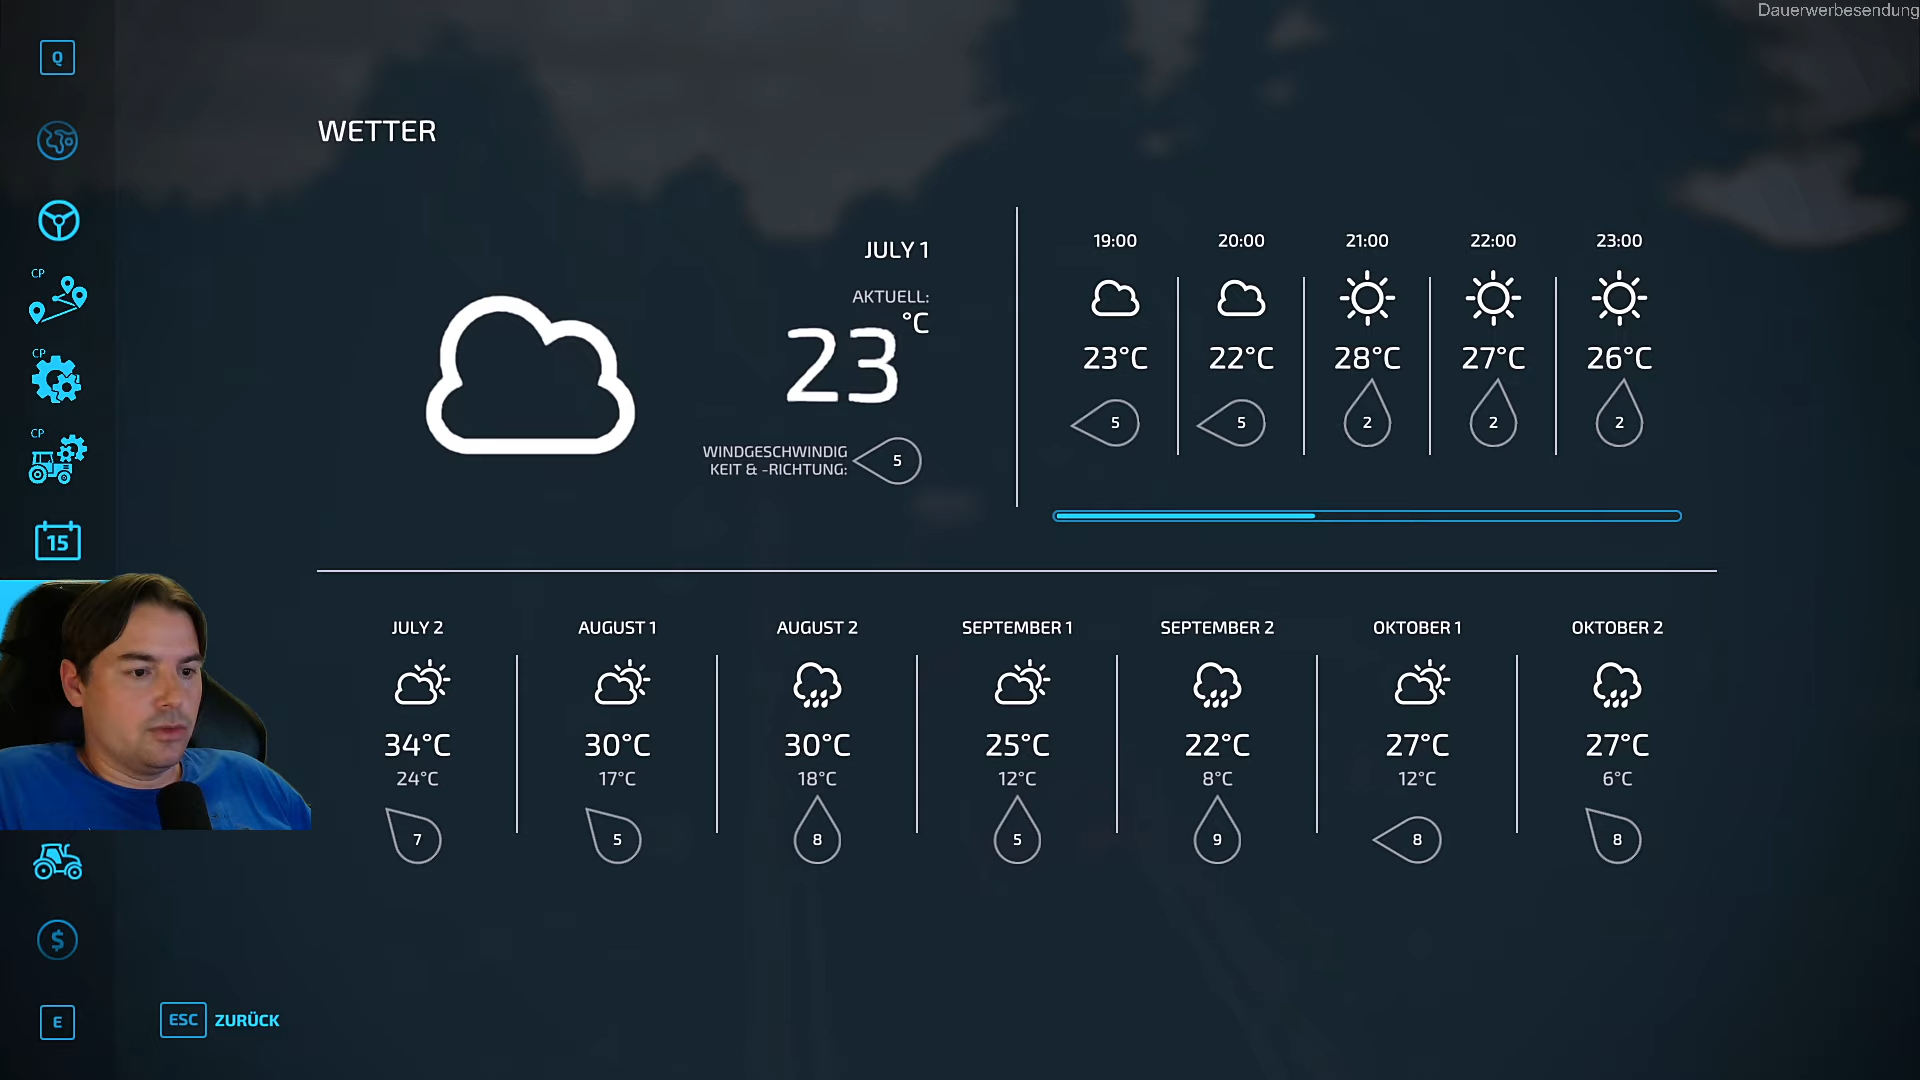 Dauerwerbesendung
Q
WETTER
JULY 1
AKTUELL:
23 °C
WINDGESCHWINDIG
KEIT & -RICHTUNG:
5
19:00 20:00 21:00 22:00 23:00
23°C 22°C 28°C 27°C 26°C
5 5 2 2 2
CP
CP
CP
15
JULY 2 AUGUST 1 AUGUST 2 SEPTEMBER 1 SEPTEMBER 2 OKTOBER 1 OKTOBER 2
34°C 30°C 30°C 25°C 22°C 27°C 27°C
24°C 17°C 18°C 12°C 8°C 12°C 6°C
7 5 8 5 9 8 8
$
E
ESC ZURÜCK